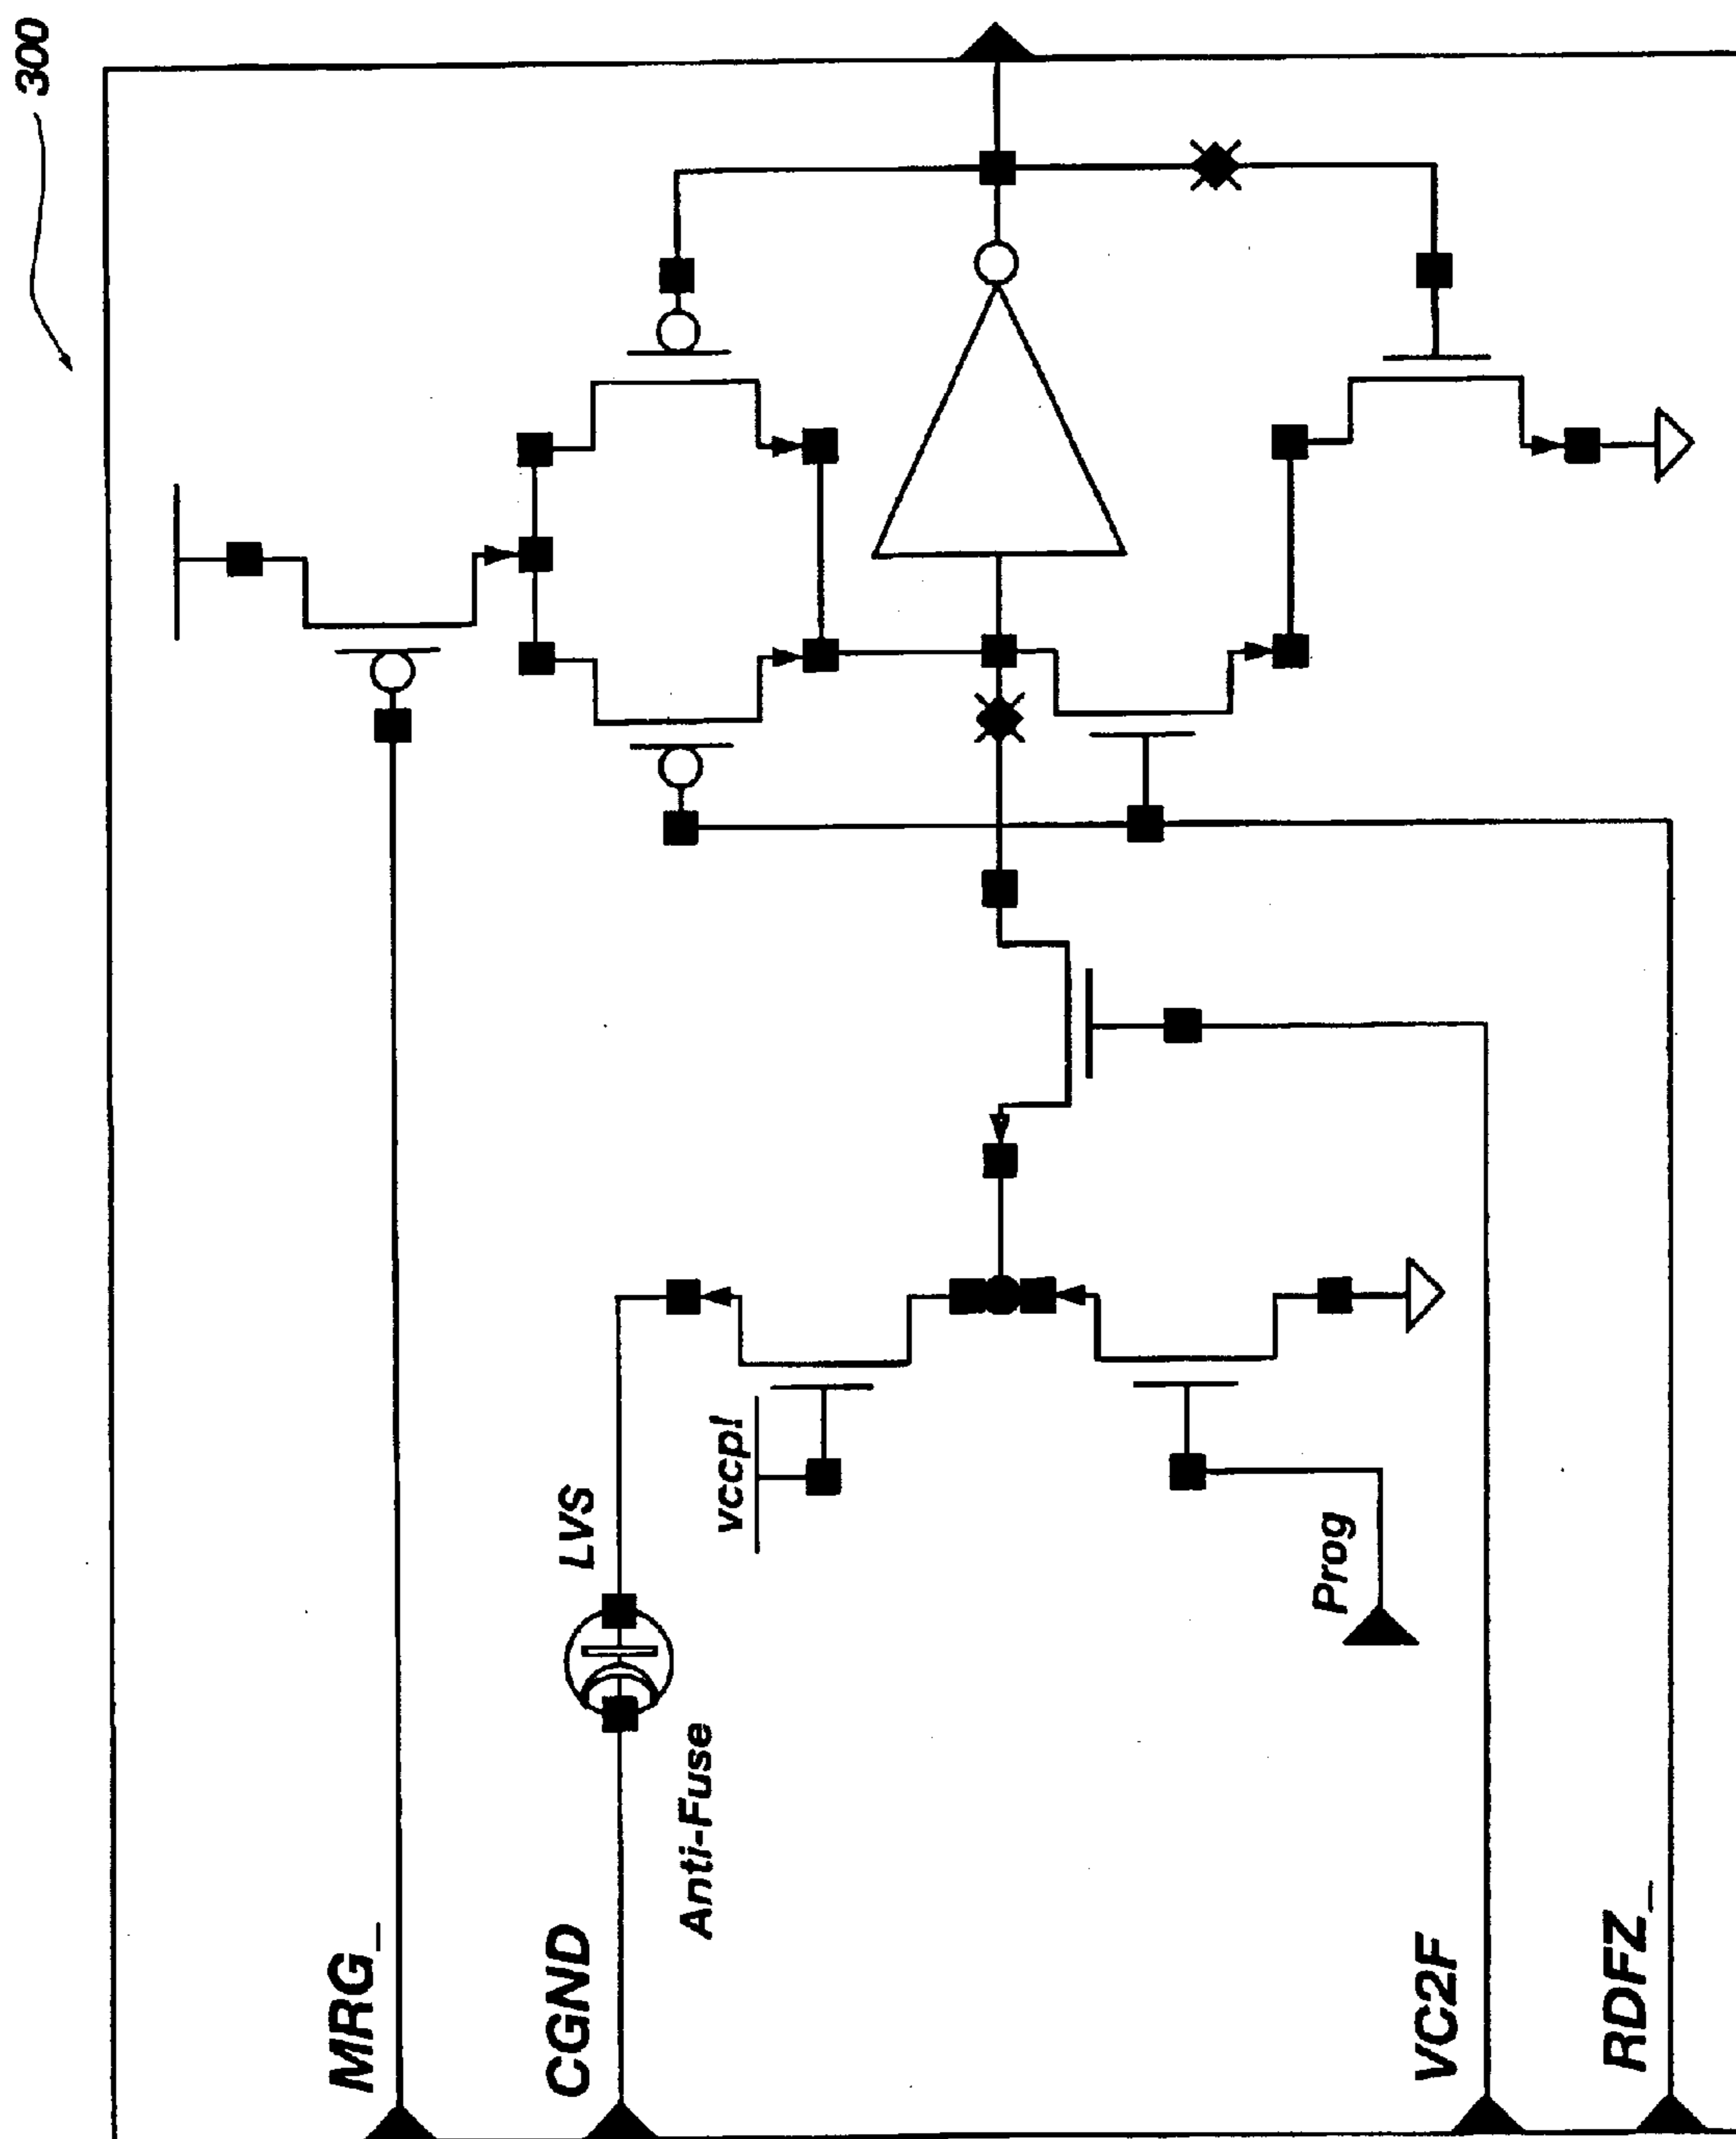 300
MRG_
CGND
LVS
Anti-Fuse
vccp!
Prog
VC2F
RDFZ_